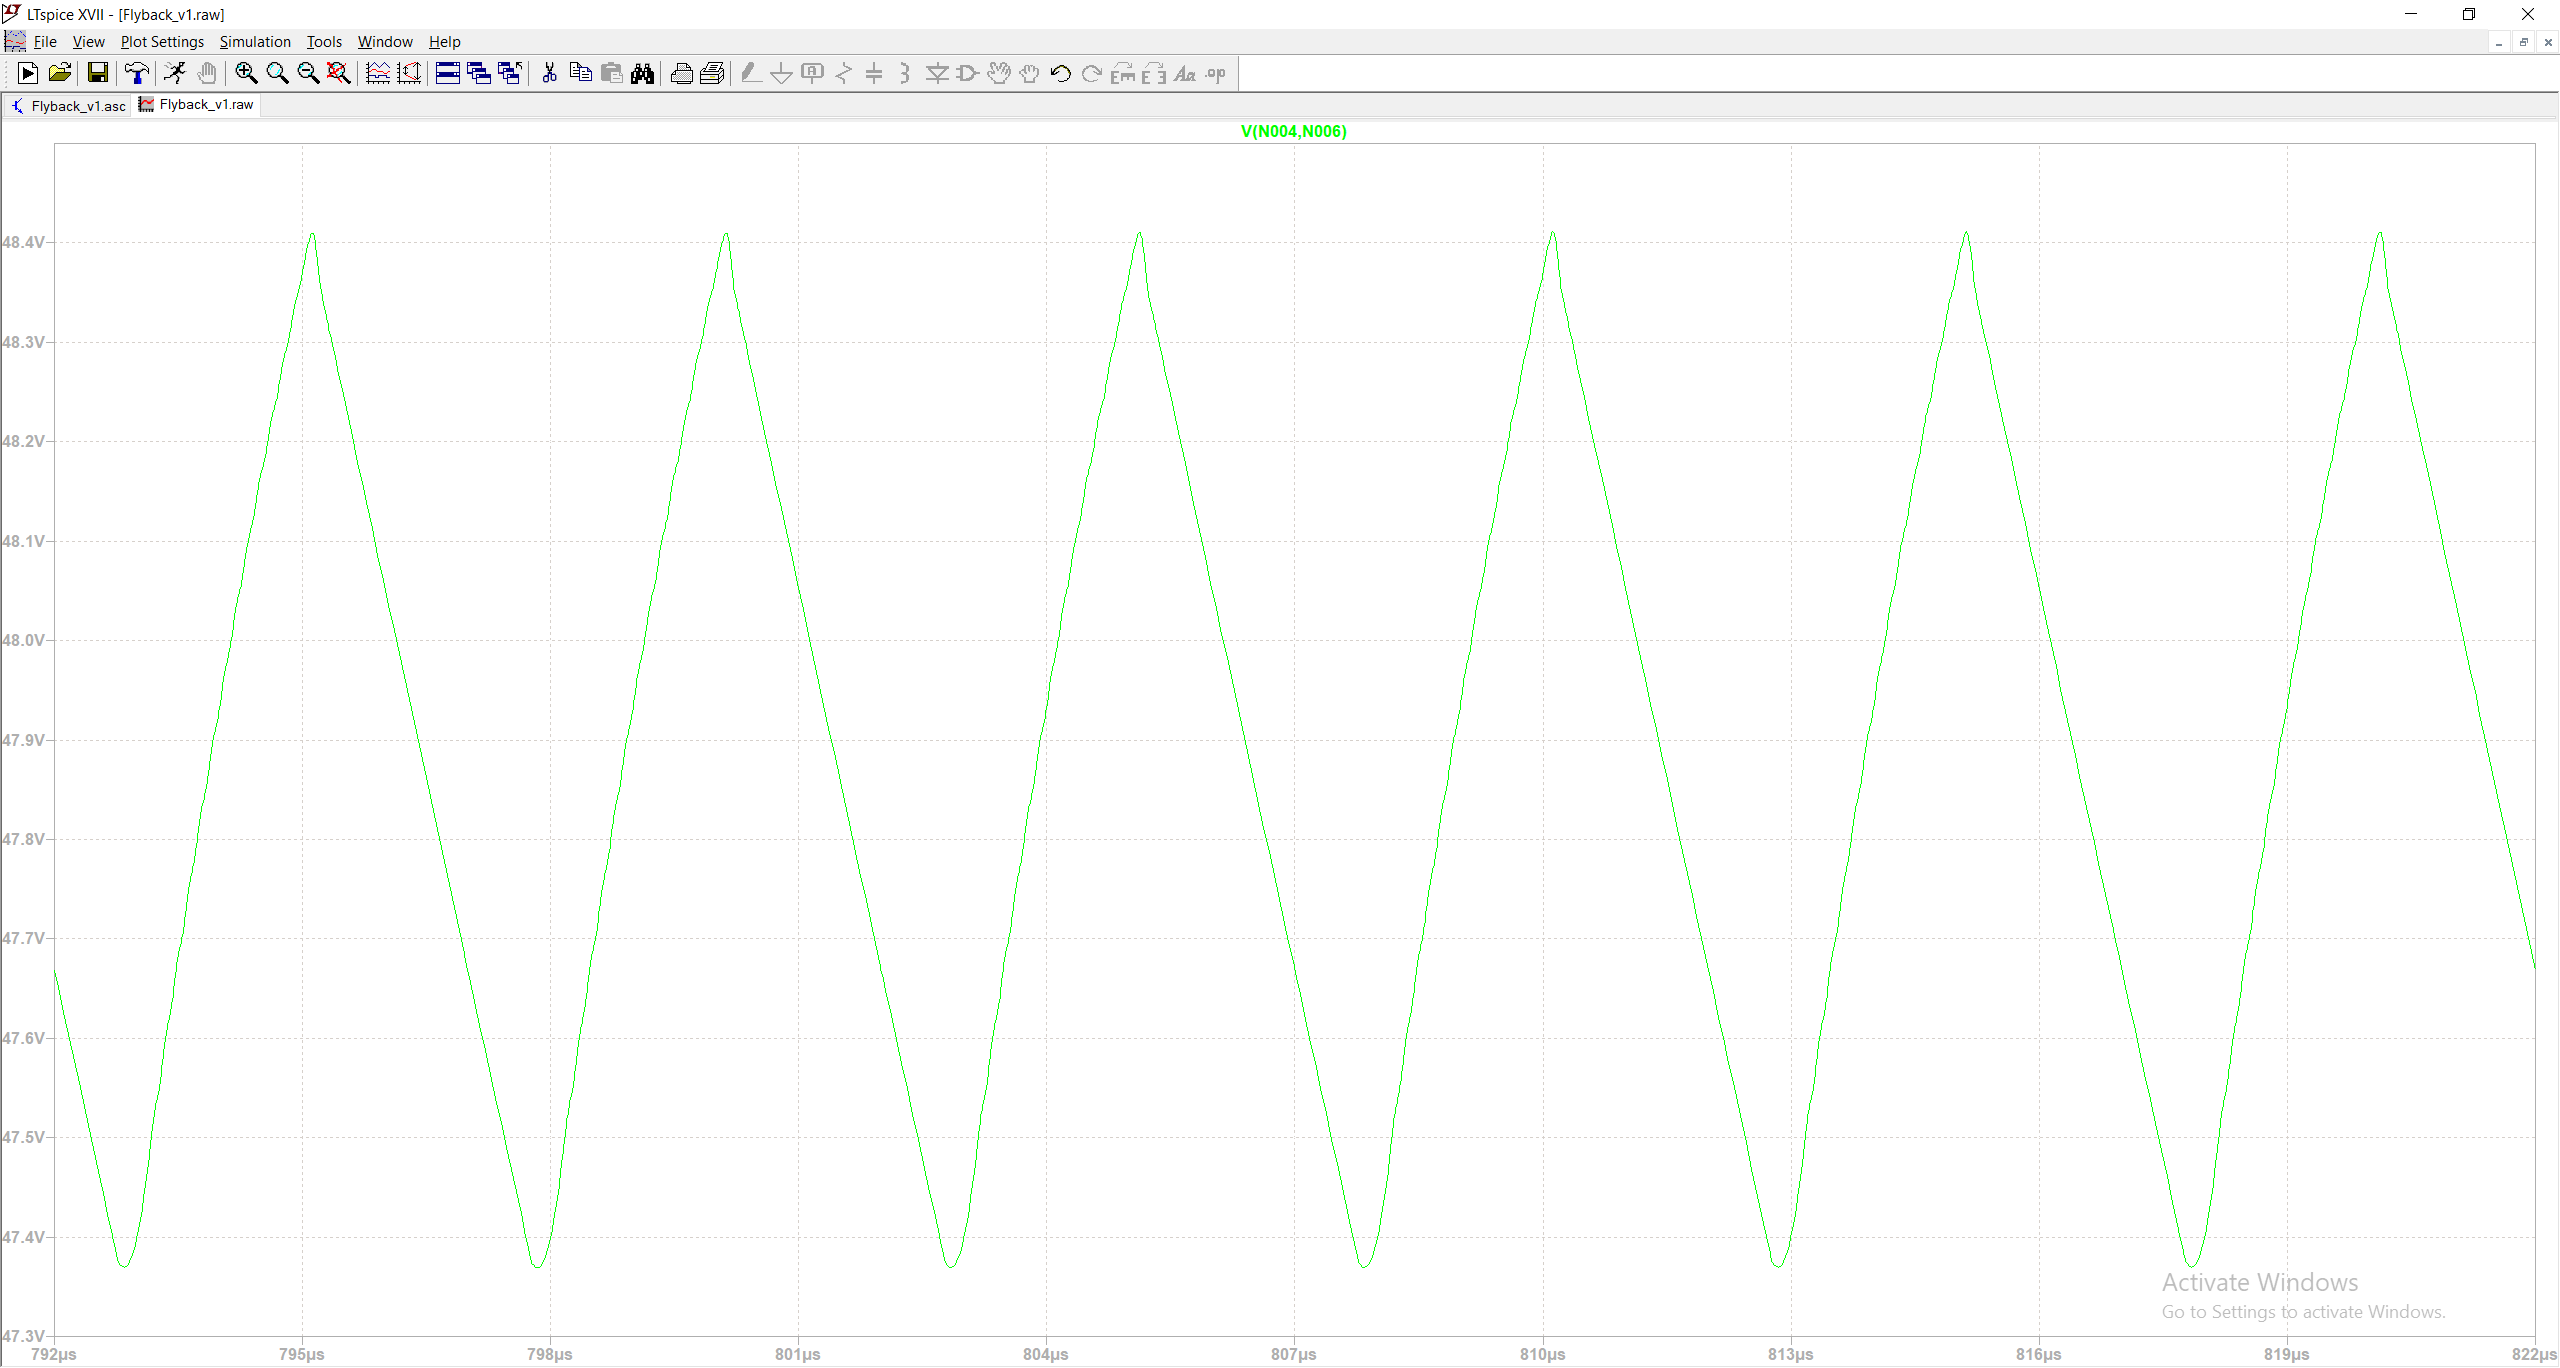 LTspice XVII - [Flyback_v1.raw]
File View Plot Settings Simulation Tools Window Help
Flyback_v1.asc Flyback_v1.raw
V(N004,N006)
48.4V
48.3V
48.2V
48.1V
48.0V
47.9V
47.8V
47.7V
47.6V
47.5V
47.4V
47.3V
792µs 795µs 798µs 801µs 804µs 807µs 810µs 813µs 816µs 819µs 822µs
Activate Windows
Go to Settings to activate Windows.